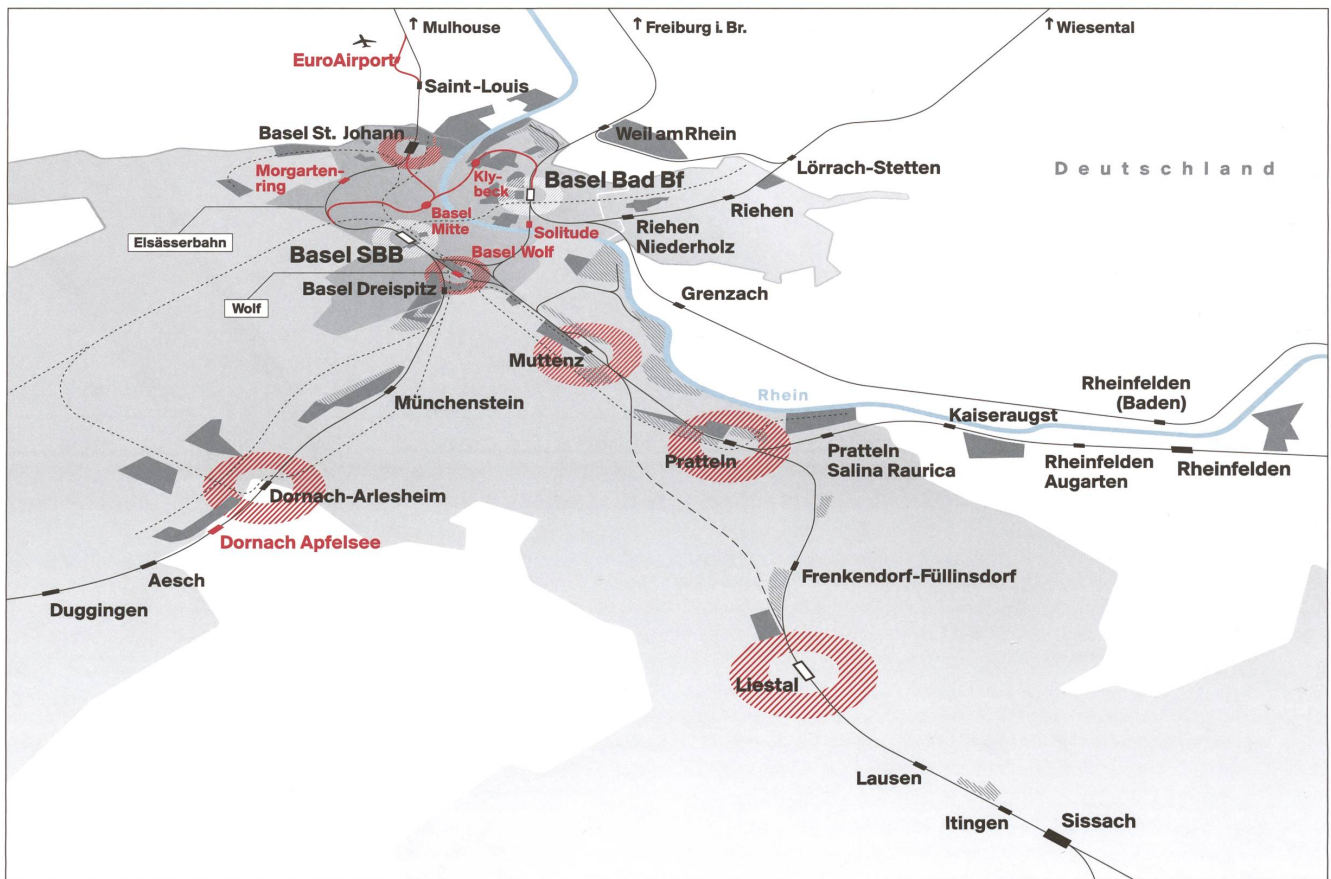 ↑ Mulhouse
↑ Freiburg i. Br.
↑ Wiesental
EuroAirport
Saint-Louis
Basel St. Johann
Weil am Rhein
Lörrach-Stetten
Deutschland
Morgarten-
ring
Kly-
beck
Basel Bad Bf
Riehen
Basel
Mitte
Solitude
Riehen
Niederholz
Elsässerbahn
Basel SBB
Basel Wolf
Basel Dreispitz
Wolf
Grenzach
Muttenz
Münchenstein
Rhein
Rheinfelden
(Baden)
Kaiseraugst
Pratteln
Pratteln
Salina Raurica
Rheinfelden
Augarten
Rheinfelden
Dornach-Arlesheim
Dornach Apfelsee
Aesch
Duggingen
Frenkendorf-Füllinsdorf
Liestal
Lausen
Itingen
Sissach